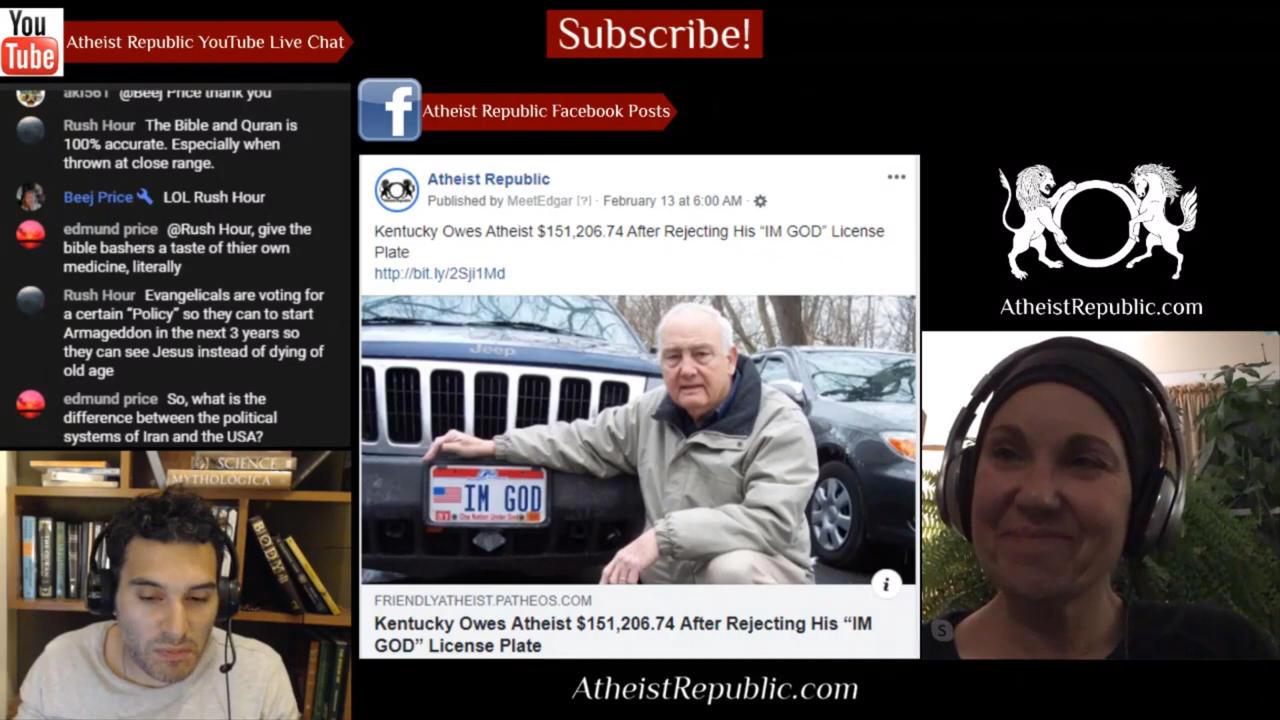 You
Tube
Atheist Republic YouTube Live Chat
Subscribe!
aki561 @Beej Price thank you
Rush Hour The Bible and Quran is
100% accurate. Especially when
thrown at close range.
Beej Price LOL Rush Hour
edmund price @Rush Hour, give the
bible bashers a taste of thier own
medicine, literally
Rush Hour Evangelicals are voting for
a certain "Policy" so they can to start
Armageddon in the next 3 years so
they can see Jesus instead of dying of
old age
edmund price So, what is the
difference between the political
systems of Iran and the USA?
f
Atheist Republic Facebook Posts
Atheist Republic
Published by MeetEdgar [?] · February 13 at 6:00 AM ·
Kentucky Owes Atheist $151,206.74 After Rejecting His “IM GOD” License
Plate
http://bit.ly/2Sji1Md
Jeep
IM GOD
One Nation Under God
i
FRIENDLYATHEIST.PATHEOS.COM
Kentucky Owes Atheist $151,206.74 After Rejecting His “IM
GOD” License Plate
AtheistRepublic.com
SCIENCE
MYTHOLOGICA
S
AtheistRepublic.com